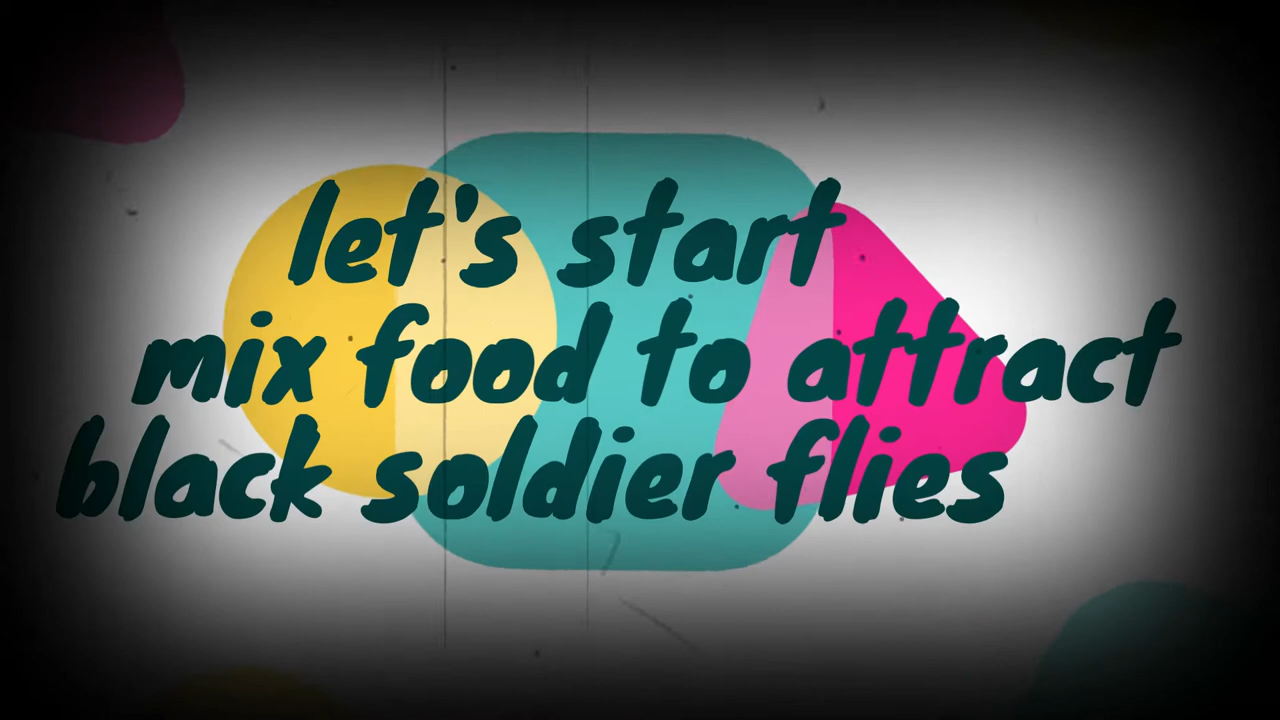 let's start
mix food to attract
black soldier flies